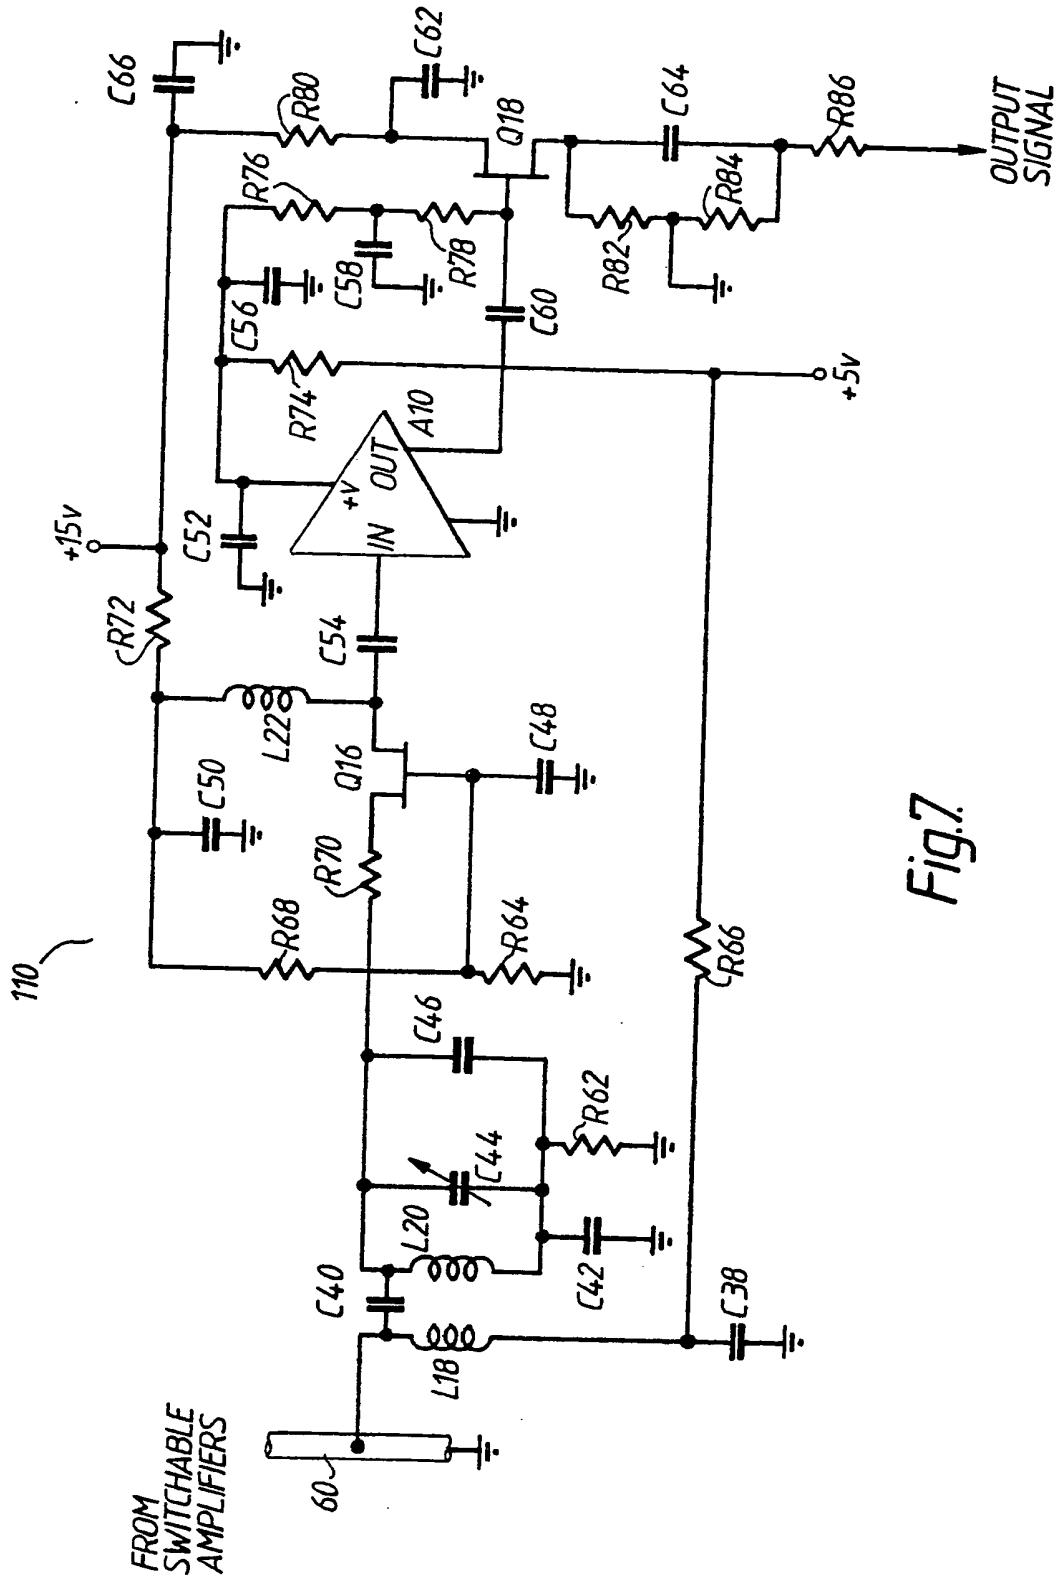 110
FROM
SWITCHABLE
AMPLIFIERS
60
L18
C40
L20
C42
C38
C44
C46
R62
R66
R68
R64
R70
Q16
C48
C50
L22
R72
+15v
C54
C52
IN
+V
OUT
A10
R74
C56
C58
R76
R78
C60
+5v
C66
R80
C62
Q18
C64
R82
R84
R86
OUTPUT
SIGNAL
Fig.7.